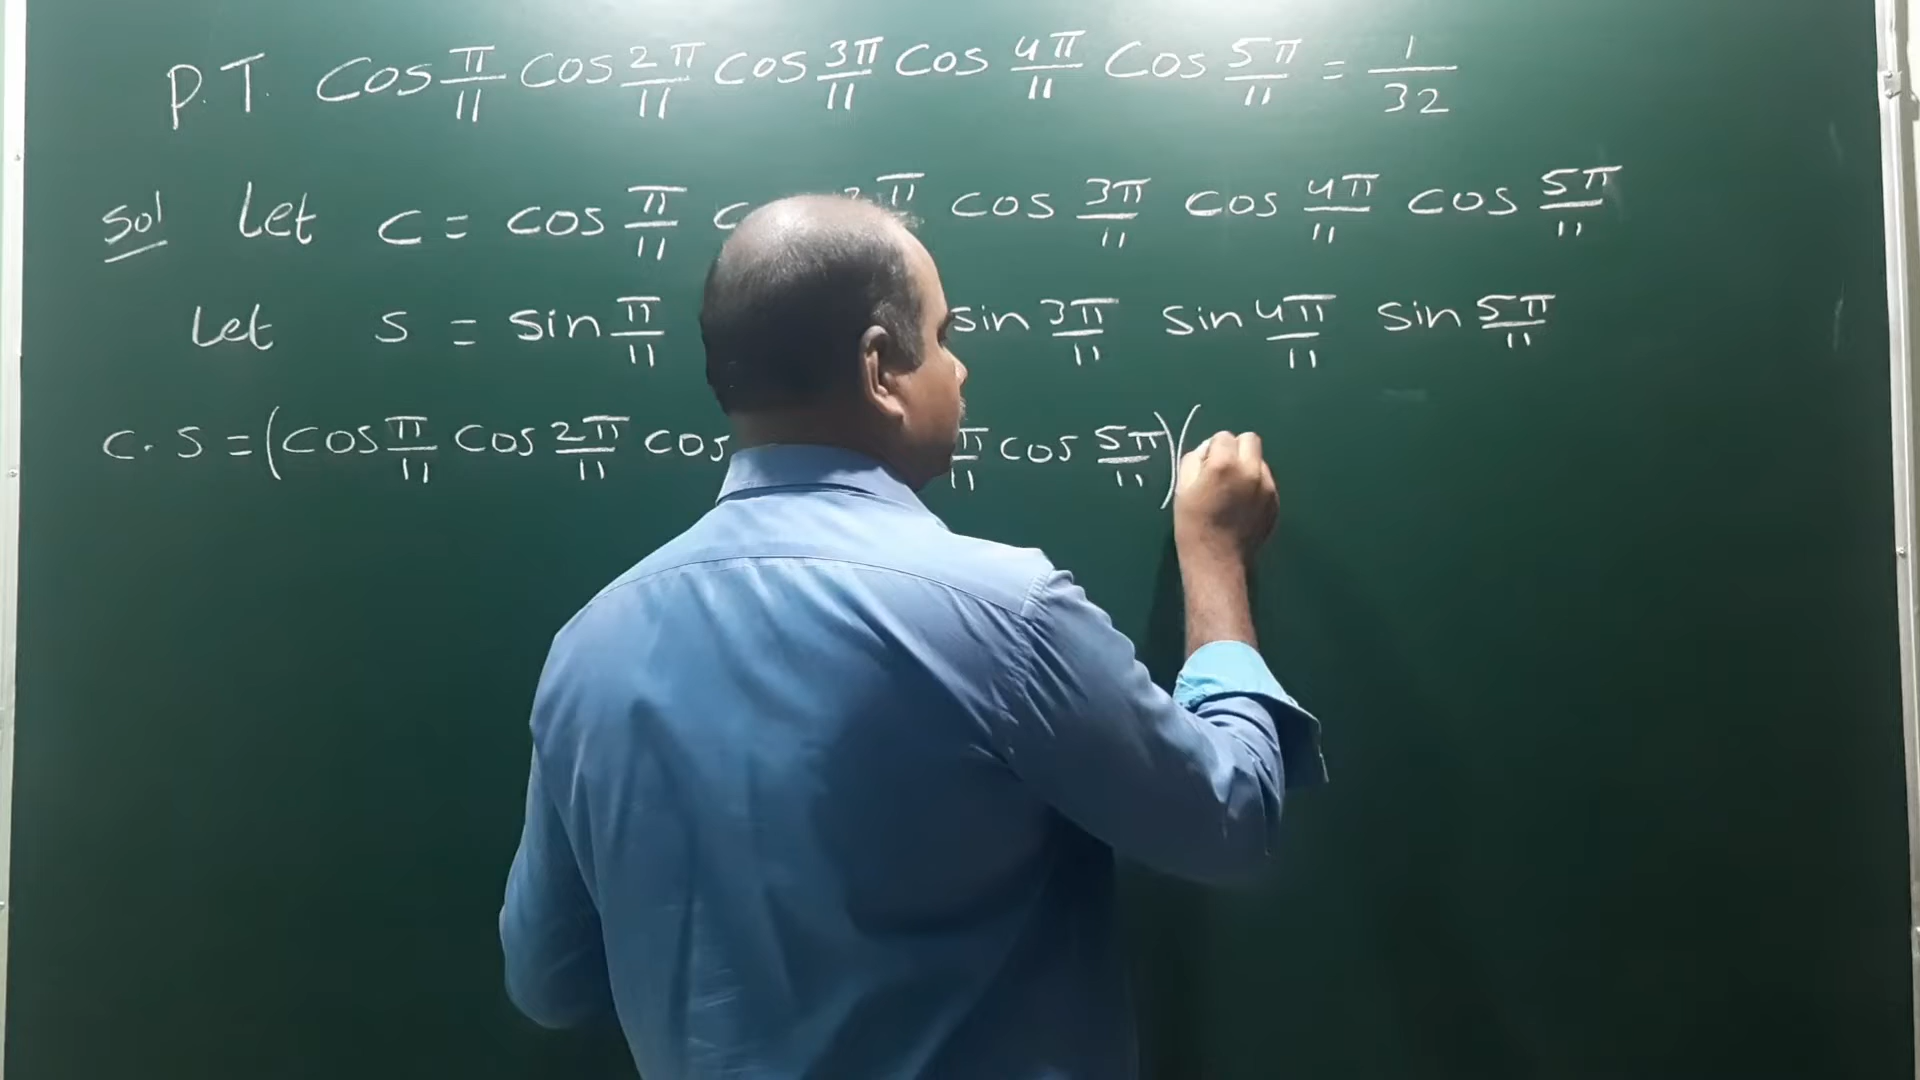 P.T. Cos π/11 Cos 2π/11 Cos 3π/11 Cos 4π/11 Cos 5π/11 = 1/32
Sol Let C = cos π/11 c π/11 cos 3π/11 cos 4π/11 cos 5π/11
Let S = sin π/11 sin 3π/11 sin 4π/11 sin 5π/11
C. S = (Cos π/11 Cos 2π/11 Cos π/11 cos 5π/11)(